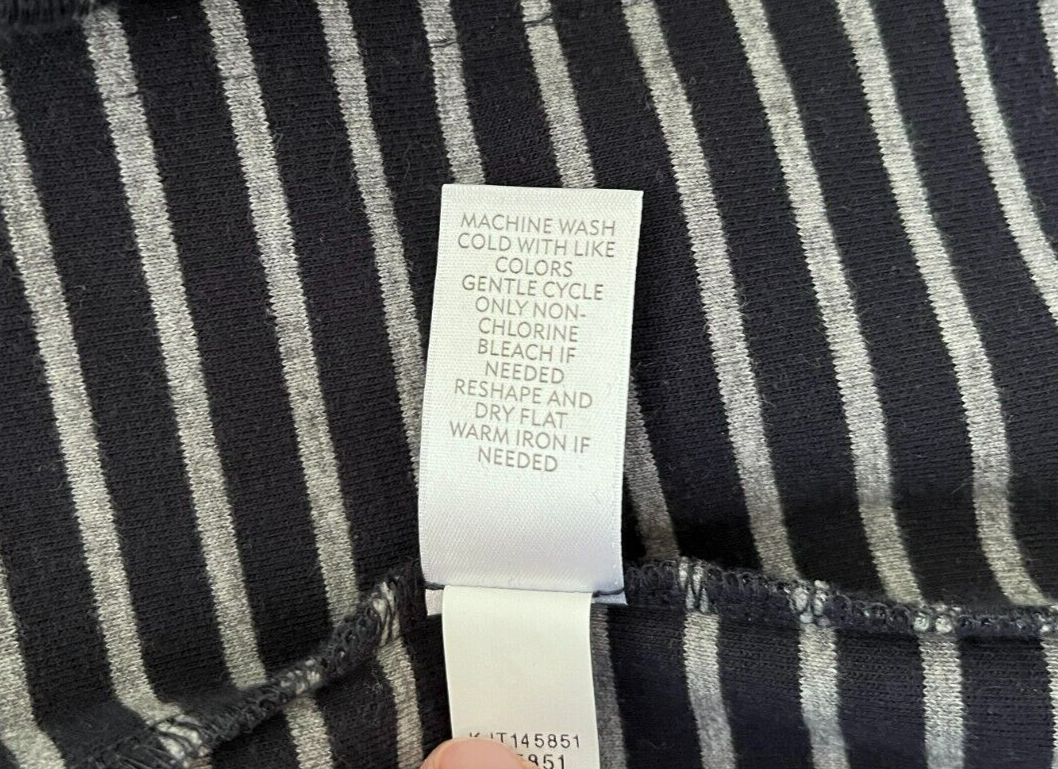 MACHINE WASH
COLD WITH LIKE
COLORS
GENTLE CYCLE
ONLY NON-
CHLORINE
BLEACH IF
NEEDED
RESHAPE AND
DRY FLAT
WARM IRON IF
NEEDED